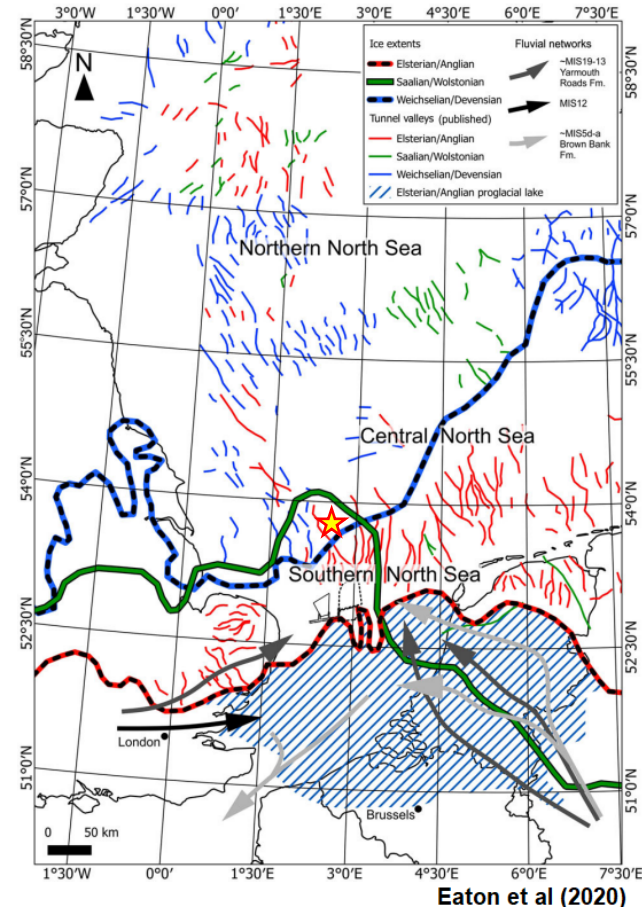 3°0'W 1°30'W 0°0' 1°30'E 3°0'E 4°30'E 6°0'E 7°30'E
58°30'N
57°0'N
55°30'N
54°0'N
52°30'N
51°0'N
N
Ice extents
Elsterian/Anglian
Saalian/Wolstonian
Weichselian/Devensian
Tunnel valleys (published)
Elsterian/Anglian
Saalian/Wolstonian
Weichselian/Devensian
Elsterian/Anglian proglacial lake
Fluvial networks
~MIS19-13
Yarmouth
Roads Fm.
MIS12
~MIS5d-a
Brown Bank
Fm.
58°30'N
57°0'N
55°30'N
54°0'N
52°30'N
51°0'N
Northern North Sea
Central North Sea
Southern North Sea
London
Brussels
0 50 km
1°30'W 0°0' 1°30'E 3°0'E 4°30'E 6°0'E 7°30'E
Eaton et al (2020)